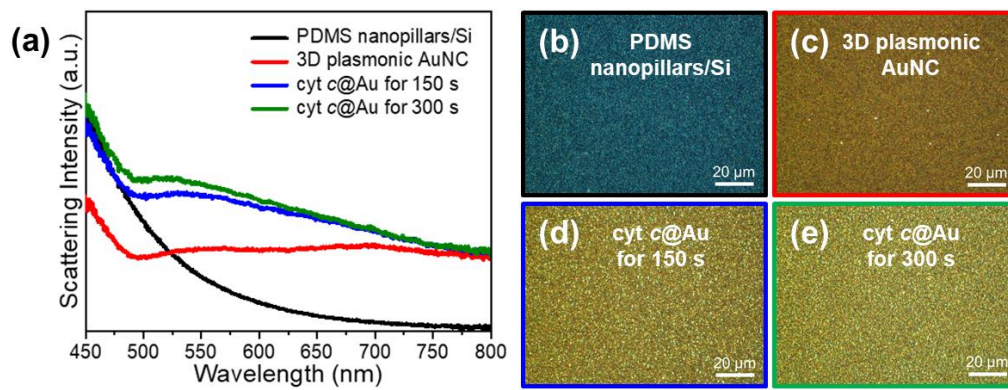 (a)
Scattering Intensity (a.u.)
PDMS nanopillars/Si
3D plasmonic AuNC
cyt c@Au for 150 s
cyt c@Au for 300 s
450 500 550 600 650 700 750 800
Wavelength (nm)
(b) PDMS
nanopillars/Si
20 μm
(c) 3D plasmonic
AuNC
20 μm
(d) cyt c@Au
for 150 s
20 μm
(e) cyt c@Au
for 300 s
20 μm